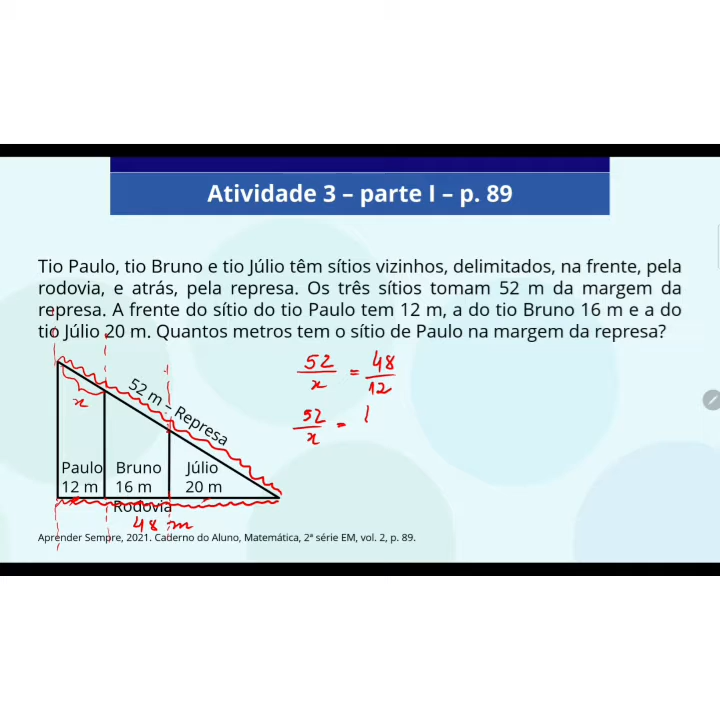 Atividade 3 – parte I – p. 89
Tio Paulo, tio Bruno e tio Júlio têm sítios vizinhos, delimitados, na frente, pela
rodovia, e atrás, pela represa. Os três sítios tomam 52 m da margem da
represa. A frente do sítio do tio Paulo tem 12 m, a do tio Bruno 16 m e a do
tio Júlio 20 m. Quantos metros tem o sítio de Paulo na margem da represa?
52/x = 48/12
52/x =
x
52 m – Represa
Paulo Bruno Júlio
12 m 16 m 20 m
Rodovia
48 m
Aprender Sempre, 2021. Caderno do Aluno, Matemática, 2ª série EM, vol. 2, p. 89.